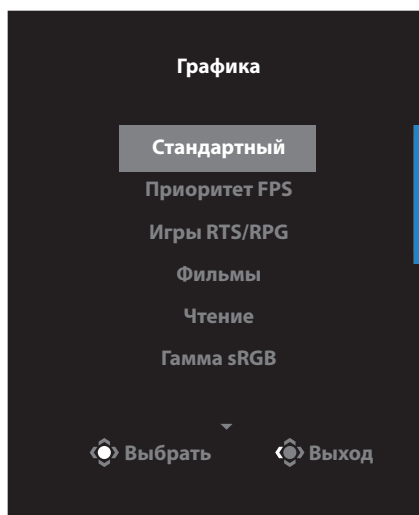 Графика
Стандартный
Приоритет FPS
Игры RTS/RPG
Фильмы
Чтение
Гамма sRGB
Выбрать Выход